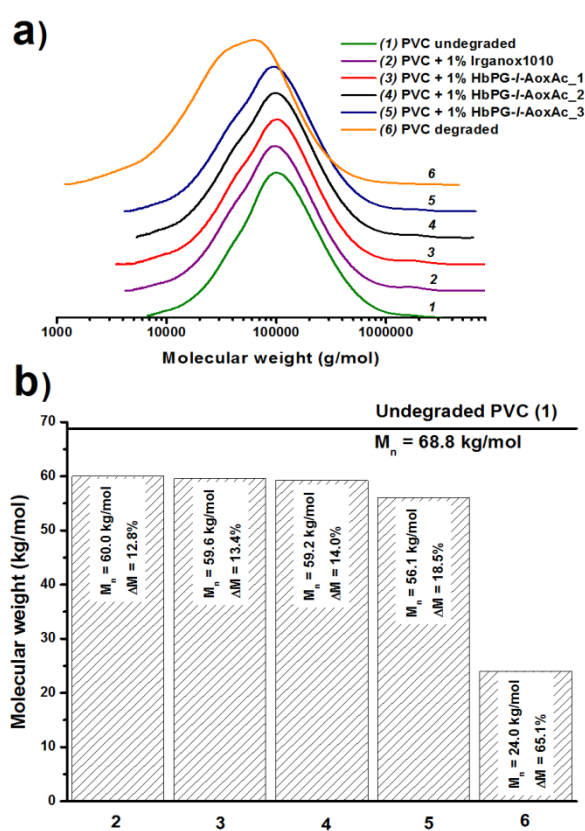 a)
(1) PVC undegraded
(2) PVC + 1% Irganox1010
(3) PVC + 1% HbPG-l-AoxAc_1
(4) PVC + 1% HbPG-l-AoxAc_2
(5) PVC + 1% HbPG-l-AoxAc_3
(6) PVC degraded
6
5
4
3
2
1
1000 10000 100000 1000000
Molecular weight (g/mol)
b)
Undegraded PVC (1)
Mn = 68.8 kg/mol
70
60
50
40
30
20
10
0
Molecular weight (kg/mol)
Mn = 60.0 kg/mol
ΔM = 12.8%
Mn = 59.6 kg/mol
ΔM = 13.4%
Mn = 59.2 kg/mol
ΔM = 14.0%
Mn = 56.1 kg/mol
ΔM = 18.5%
Mn = 24.0 kg/mol
ΔM = 65.1%
2 3 4 5 6